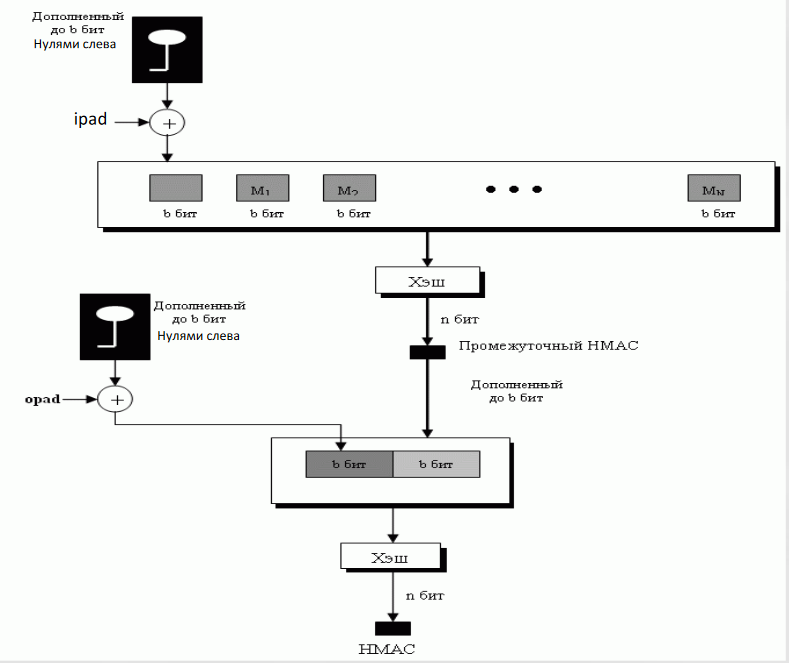 Дополненный
до b бит
Нулями слева
ipad
+
M1 M2 MN
b бит b бит b бит b бит
Хэш
n бит
Дополненный
до b бит
Нулями слева
Промежуточный HMAC
Дополненный
до b бит
opad
+
b бит b бит
Хэш
n бит
HMAC